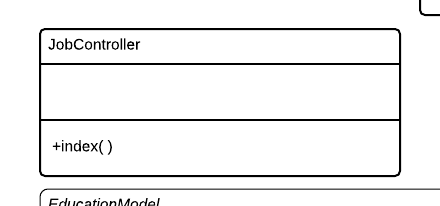 JobController
+index( )
EducationModel